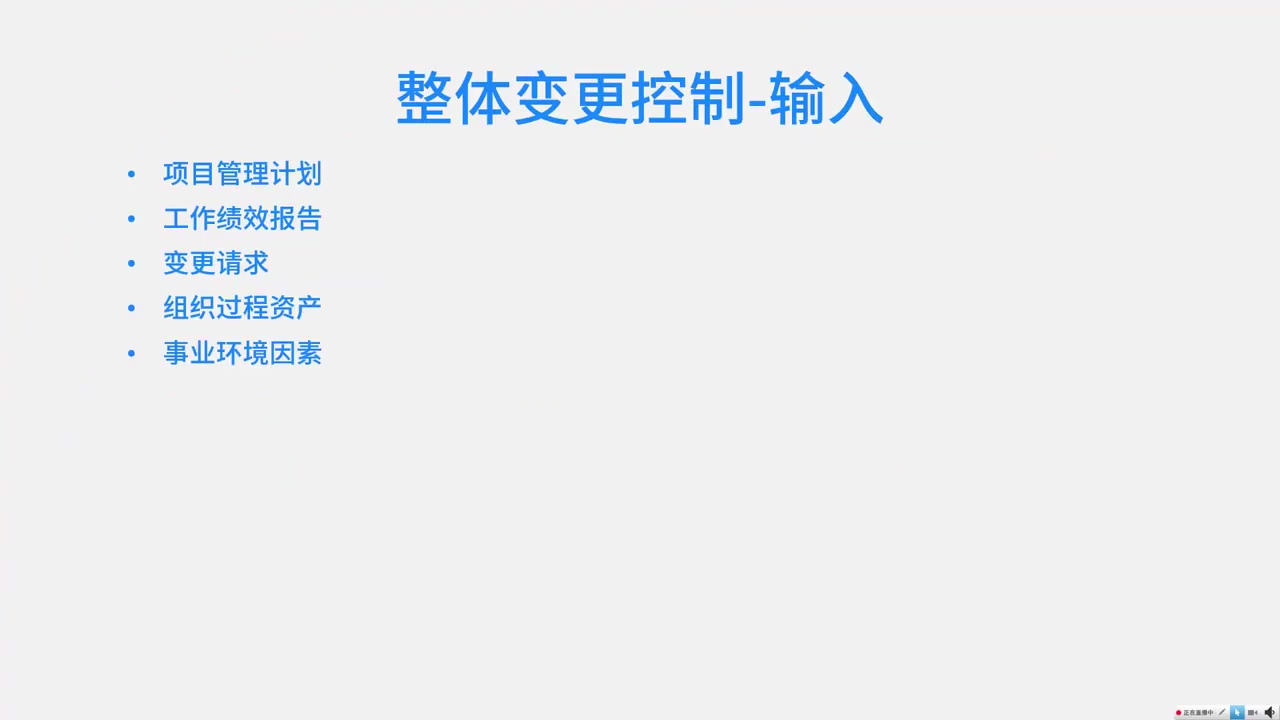 整体变更控制-输入
• 项目管理计划
• 工作绩效报告
• 变更请求
• 组织过程资产
• 事业环境因素
正在直播中